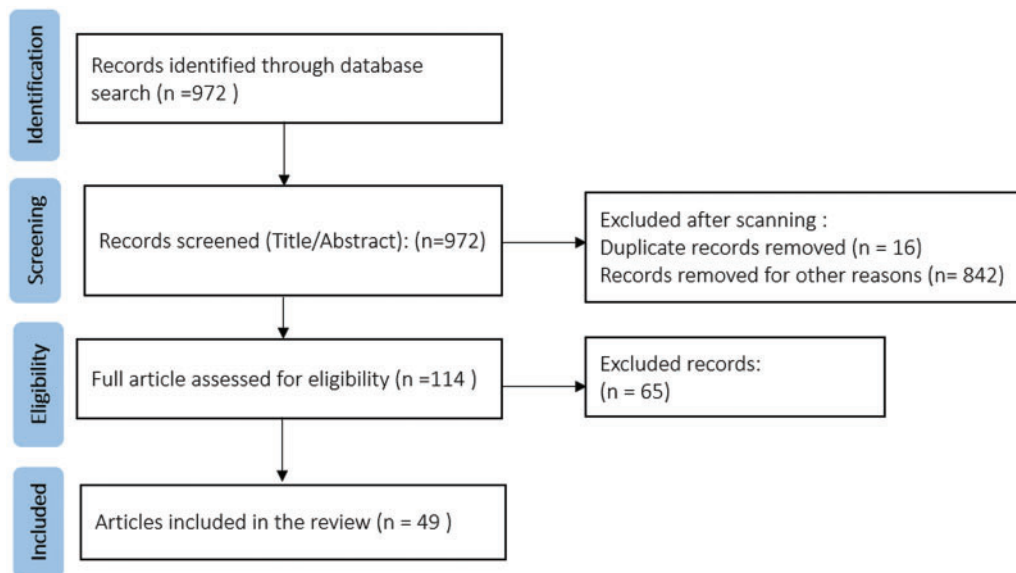 Identification
Records identified through database
search (n =972 )
Screening
Records screened (Title/Abstract): (n=972)
Excluded after scanning :
Duplicate records removed (n = 16)
Records removed for other reasons (n= 842)
Eligibility
Full article assessed for eligibility (n =114 )
Excluded records:
(n = 65)
Included
Articles included in the review (n = 49 )